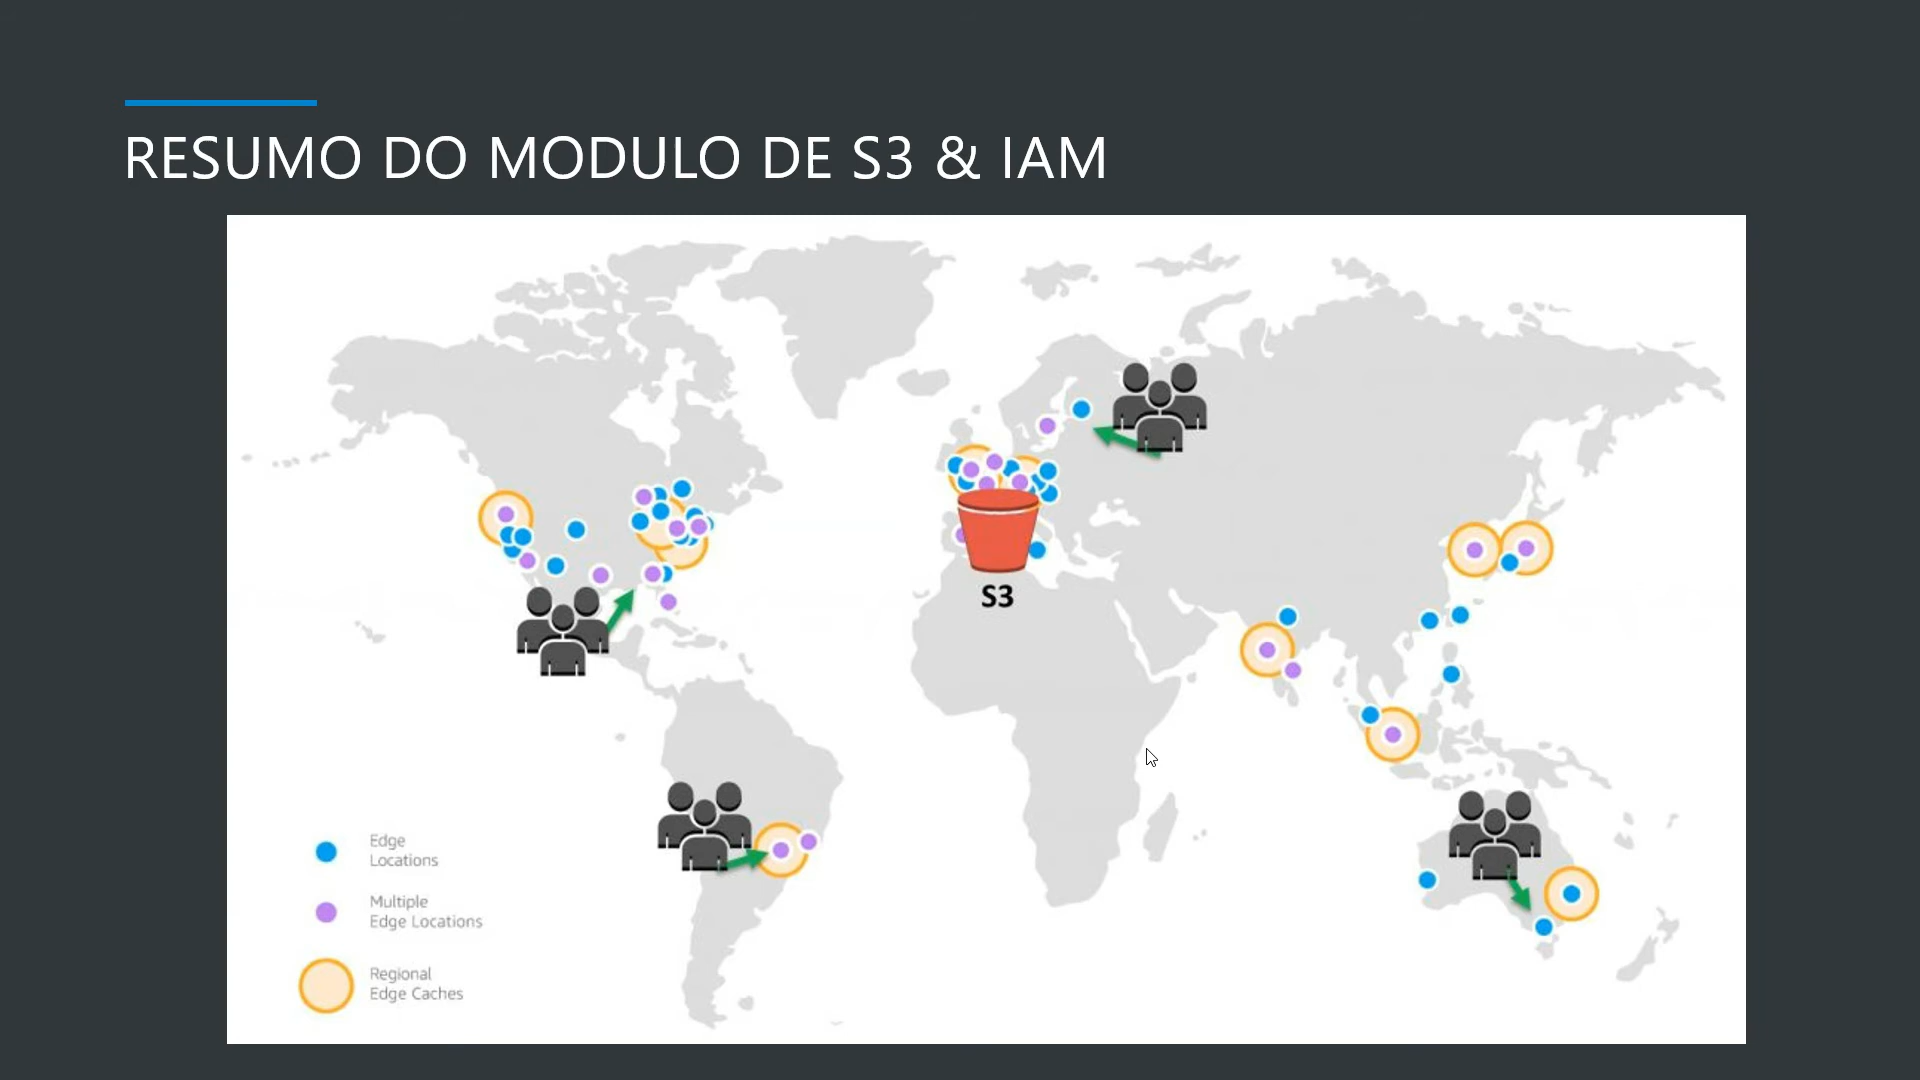 RESUMO DO MODULO DE S3 & IAM
S3
Edge
Locations
Multiple
Edge Locations
Regional
Edge Caches